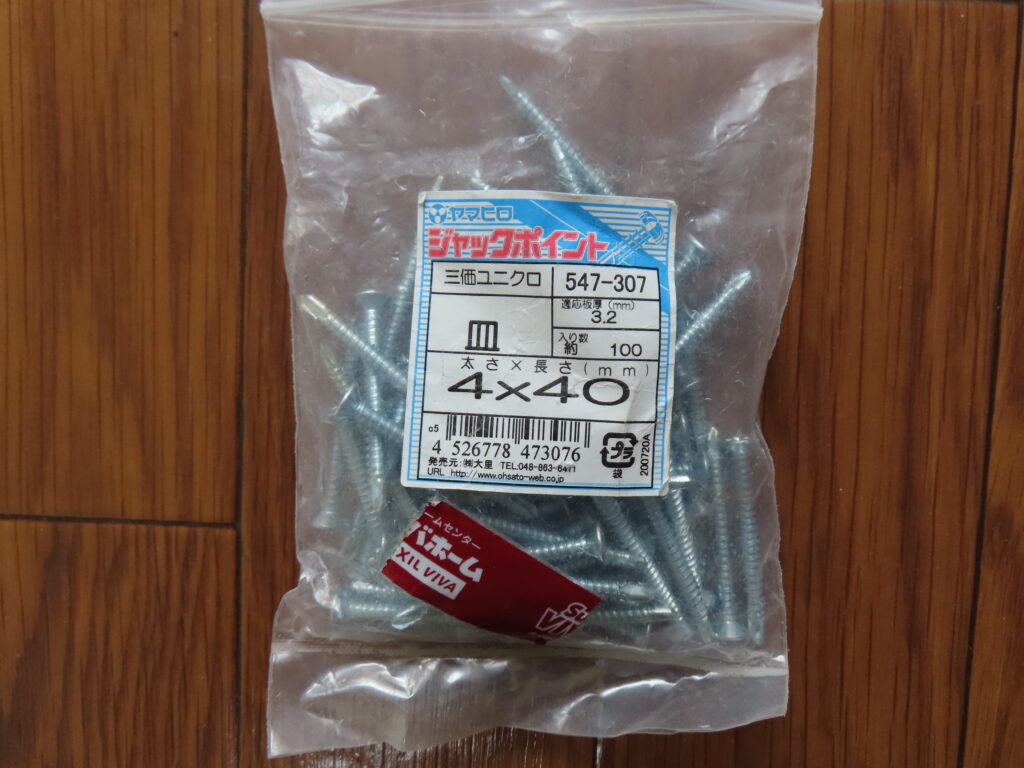 ヤマヒロ
ジャックポイント
三価ユニクロ 547-307
適応板厚(mm)
3.2
皿
入り数
約 100
太さ×長さ(mm)
4×40
c5
4 526778 473076
発売元:㈱大里 TEL:048-863-6411
URL http://www.ohsato-web.co.jp
プラ
袋
200720A
ームセンター
バホーム
XIL VIVA